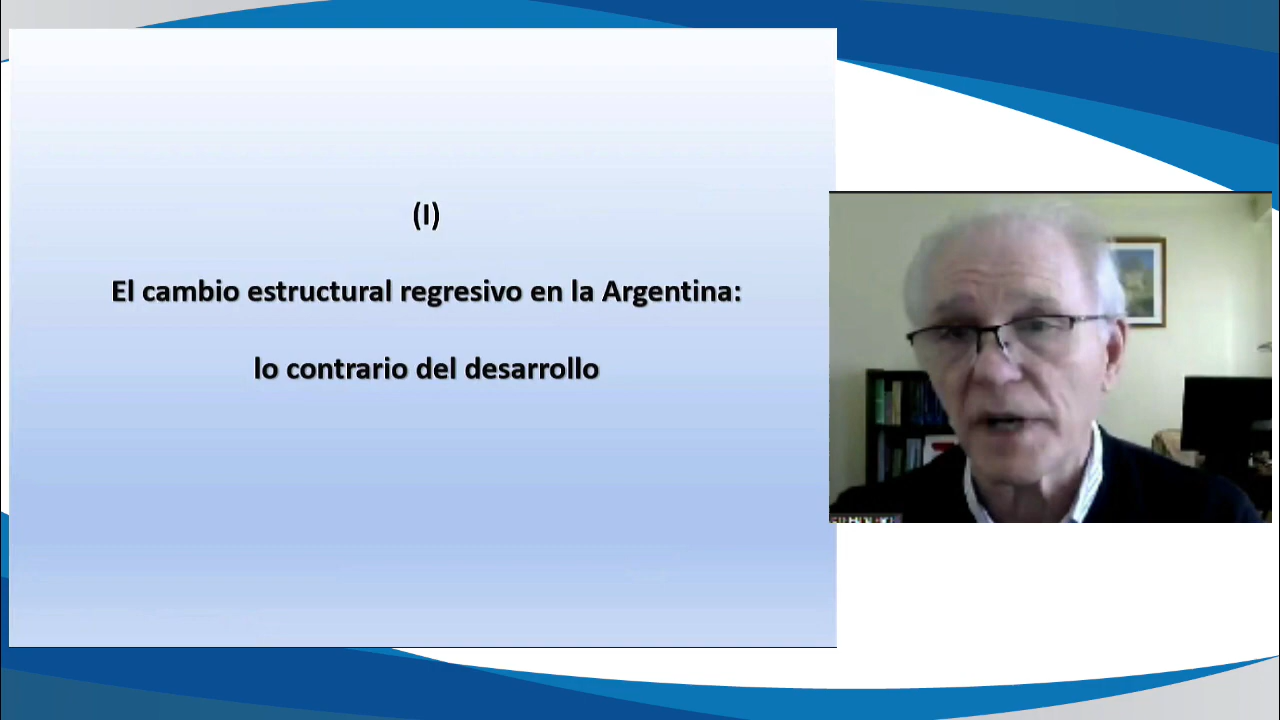 (I)
El cambio estructural regresivo en la Argentina:
lo contrario del desarrollo